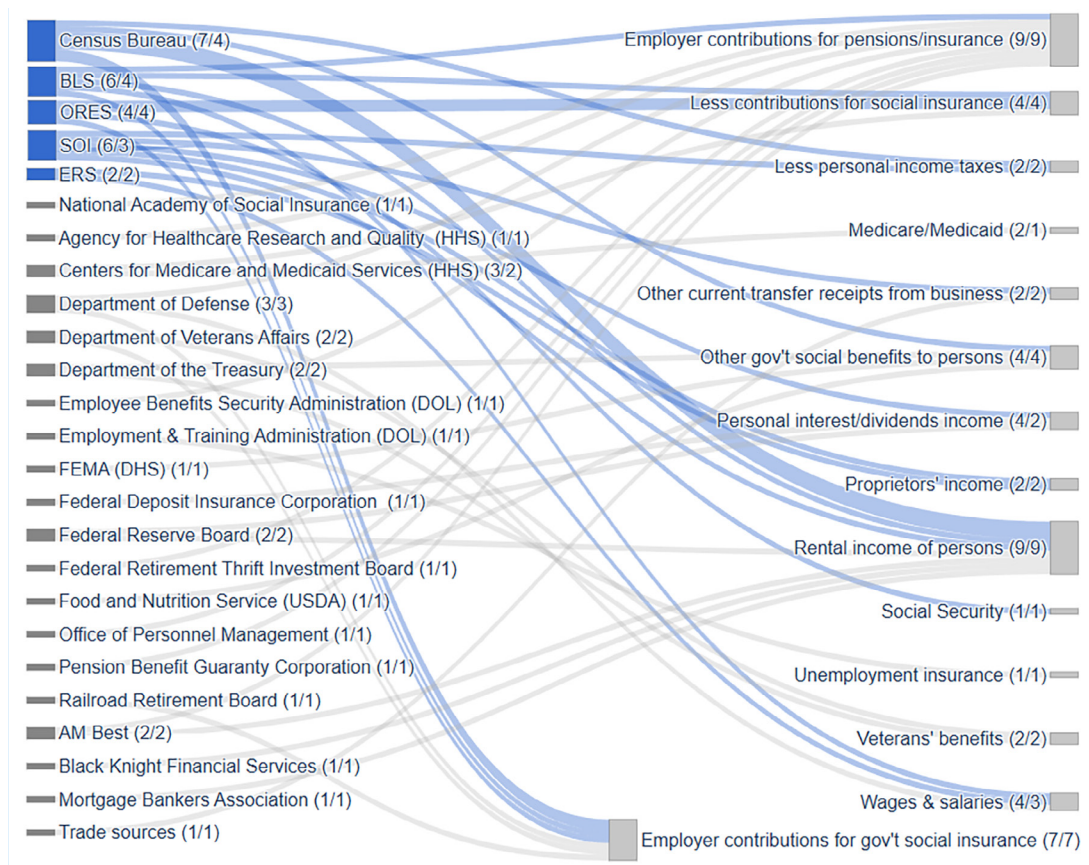 Census Bureau (7/4)
BLS (6/4)
ORES (4/4)
SOI (6/3)
ERS (2/2)
National Academy of Social Insurance (1/1)
Agency for Healthcare Research and Quality (HHS) (1/1)
Centers for Medicare and Medicaid Services (HHS) (3/2)
Department of Defense (3/3)
Department of Veterans Affairs (2/2)
Department of the Treasury (2/2)
Employee Benefits Security Administration (DOL) (1/1)
Employment & Training Administration (DOL) (1/1)
FEMA (DHS) (1/1)
Federal Deposit Insurance Corporation (1/1)
Federal Reserve Board (2/2)
Federal Retirement Thrift Investment Board (1/1)
Food and Nutrition Service (USDA) (1/1)
Office of Personnel Management (1/1)
Pension Benefit Guaranty Corporation (1/1)
Railroad Retirement Board (1/1)
AM Best (2/2)
Black Knight Financial Services (1/1)
Mortgage Bankers Association (1/1)
Trade sources (1/1)
Employer contributions for pensions/insurance (9/9)
Less contributions for social insurance (4/4)
Less personal income taxes (2/2)
Medicare/Medicaid (2/1)
Other current transfer receipts from business (2/2)
Other gov't social benefits to persons (4/4)
Personal interest/dividends income (4/2)
Proprietors' income (2/2)
Rental income of persons (9/9)
Social Security (1/1)
Unemployment insurance (1/1)
Veterans' benefits (2/2)
Wages & salaries (4/3)
Employer contributions for gov't social insurance (7/7)